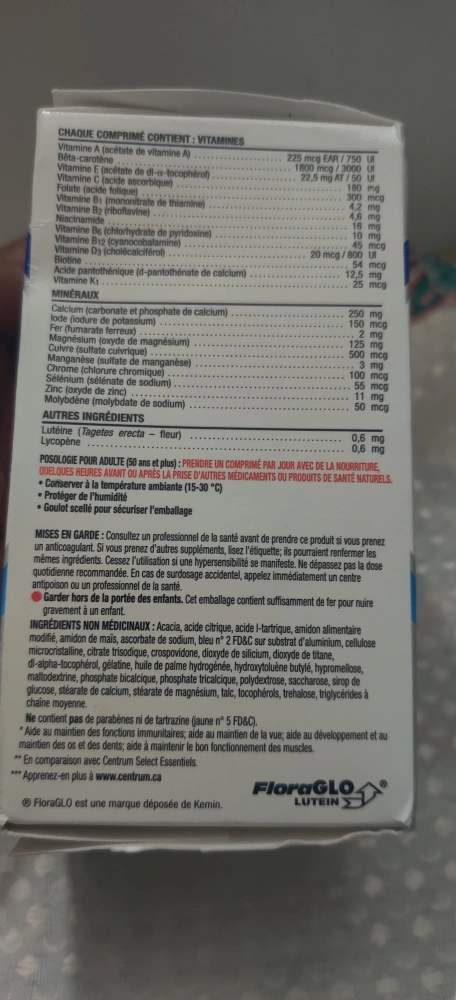 CHAQUE COMPRIMÉ CONTIENT : VITAMINES
Vitamine A (acétate de vitamine A) 225 mcg EAR / 750 UI
Bêta-carotène 1800 mcg / 3000 UI
Vitamine E (acétate de dl-α-tocophérol) 22,5 mg AT / 50 UI
Vitamine C (acide ascorbique) 180 mg
Folate (acide folique) 300 mcg
Vitamine B1 (mononitrate de thiamine) 4,2 mg
Vitamine B2 (riboflavine) 4,6 mg
Niacinamide 16 mg
Vitamine B6 (chlorhydrate de pyridoxine) 10 mg
Vitamine B12 (cyanocobalamine) 45 mcg
Vitamine D3 (cholécalciférol) 20 mcg / 800 UI
Biotine 54 mcg
Acide pantothénique (d-pantothénate de calcium) 12,5 mg
Vitamine K1 25 mcg
MINÉRAUX
Calcium (carbonate et phosphate de calcium) 250 mg
Iode (iodure de potassium) 150 mcg
Fer (fumarate ferreux) 2 mg
Magnésium (oxyde de magnésium) 125 mg
Cuivre (sulfate cuivrique) 500 mcg
Manganèse (sulfate de manganèse) 3 mg
Chrome (chlorure chromique) 100 mcg
Sélénium (sélénate de sodium) 55 mcg
Zinc (oxyde de zinc) 11 mg
Molybdène (molybdate de sodium) 50 mcg
AUTRES INGRÉDIENTS
Lutéine (Tagetes erecta – fleur) 0,6 mg
Lycopène 0,6 mg
POSOLOGIE POUR ADULTE (50 ans et plus) : PRENDRE UN COMPRIMÉ PAR JOUR AVEC DE LA NOURRITURE,
QUELQUES HEURES AVANT OU APRÈS LA PRISE D'AUTRES MÉDICAMENTS OU PRODUITS DE SANTÉ NATURELS.
• Conserver à la température ambiante (15-30 °C)
• Protéger de l'humidité
• Goulot scellé pour sécuriser l'emballage
MISES EN GARDE : Consultez un professionnel de la santé avant de prendre ce produit si vous prenez
un anticoagulant. Si vous prenez d'autres suppléments, lisez l'étiquette; ils pourraient renfermer les
mêmes ingrédients. Cessez l'utilisation si une hypersensibilité se manifeste. Ne dépassez pas la dose
quotidienne recommandée. En cas de surdosage accidentel, appelez immédiatement un centre
antipoison ou un professionnel de la santé.
Garder hors de la portée des enfants. Cet emballage contient suffisamment de fer pour nuire
gravement à un enfant.
INGRÉDIENTS NON MÉDICINAUX : Acacia, acide citrique, acide l-tartrique, amidon alimentaire
modifié, amidon de maïs, ascorbate de sodium, bleu n° 2 FD&C sur substrat d'aluminium, cellulose
microcristalline, citrate trisodique, crospovidone, dioxyde de silicium, dioxyde de titane,
dl-alpha-tocophérol, gélatine, huile de palme hydrogénée, hydroxytoluène butylé, hypromellose,
maltodextrine, phosphate bicalcique, phosphate tricalcique, polydextrose, saccharose, sirop de
glucose, stéarate de calcium, stéarate de magnésium, talc, tocophérols, trehalose, triglycérides à
chaîne moyenne.
Ne contient pas de parabènes ni de tartrazine (jaune n° 5 FD&C).
* Aide au maintien des fonctions immunitaires; aide au maintien de la vue; aide au développement et au
maintien des os et des dents; aide à maintenir le bon fonctionnement des muscles.
** En comparaison avec Centrum Select Essentiels.
*** Apprenez-en plus à www.centrum.ca
FloraGLO®
LUTEIN
® FloraGLO est une marque déposée de Kemin.